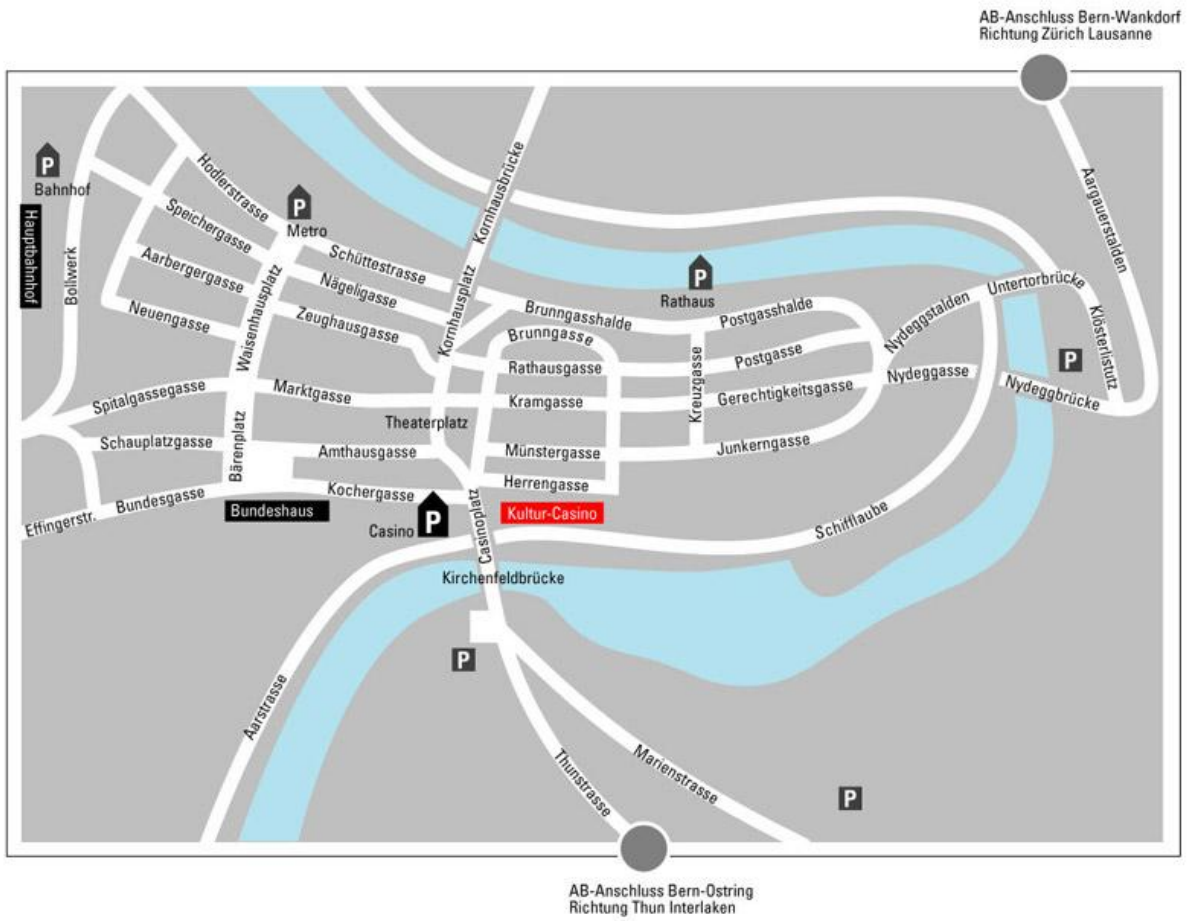 AB-Anschluss Bern-Wankdorf
Richtung Zürich Lausanne
P
Bahnhof
Hauptbahnhof
Bollwerk
Hodlerstrasse
Speichergasse
P
Metro
Aarbergergasse
Neuengasse
Waisenhausplatz
Schüttestrasse
Nägeligasse
Zeughausgasse
Kornhausbrücke
Kornhausplatz
P
Rathaus
Brunngasshalde
Brunngasse
Rathausgasse
Postgasshalde
Postgasse
Kreuzgasse
Nydeggstalden
Untertorbrücke
Aargauerstalden
Klösterlistutz
P
Spitalgassegasse
Marktgasse
Kramgasse
Gerechtigkeitsgasse
Nydeggasse
Nydeggbrücke
Theaterplatz
Schauplatzgasse
Bärenplatz
Amthausgasse
Münstergasse
Junkerngasse
Herrengasse
Effingerstr.
Bundesgasse
Bundeshaus
Kochergasse
Casino
P
Casinoplatz
Kultur-Casino
Schifflaube
Kirchenfeldbrücke
P
Aarstrasse
Thunstrasse
Marienstrasse
P
AB-Anschluss Bern-Ostring
Richtung Thun Interlaken